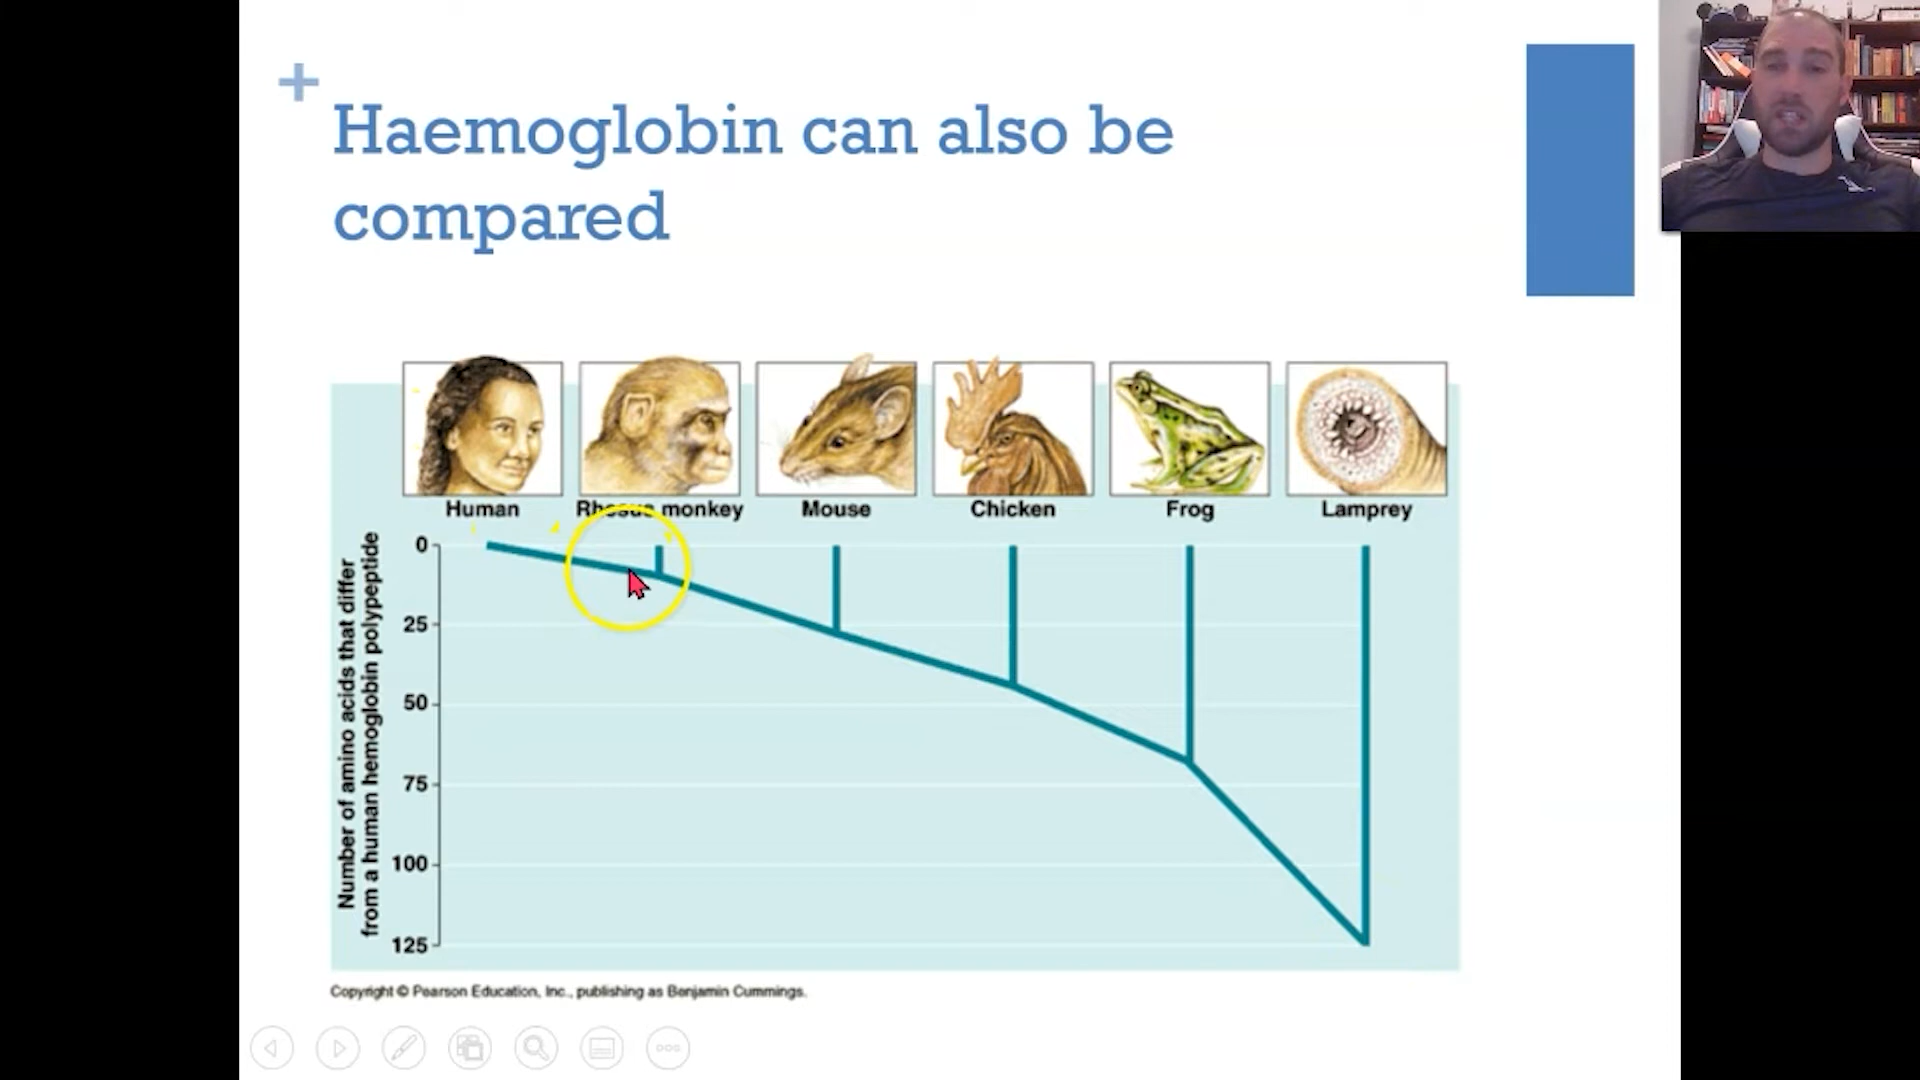 +
Haemoglobin can also be
compared
Human
Rhesus monkey
Mouse
Chicken
Frog
Lamprey
Number of amino acids that differ
from a human hemoglobin polypeptide
0
25
50
75
100
125
Copyright © Pearson Education, Inc., publishing as Benjamin Cummings.